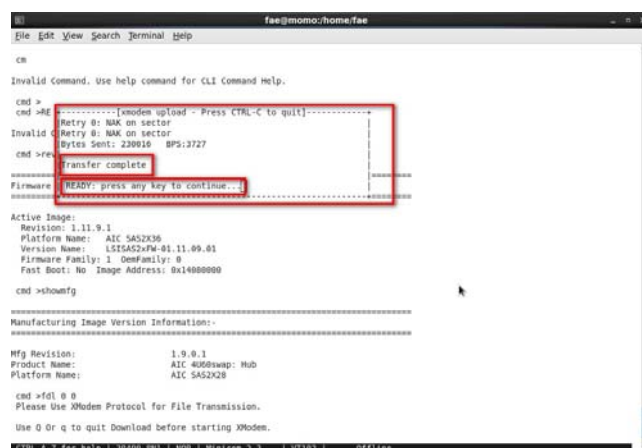 fae@momo:/home/fae
File Edit View Search Terminal Help
cm
Invalid Command. Use help command for CLI Command Help.
cmd >
cmd >RE +-----------[xmodem upload - Press CTRL-C to quit]------------+
|Retry 0: NAK on sector |
Invalid C|Retry 0: NAK on sector |
|Bytes Sent: 230016 BPS:3727 |
cmd >rev
Transfer complete
Firmware READY: press any key to continue...
Active Image:
Revision: 1.11.9.1
Platform Name: AIC SAS2X36
Version Name: LSISAS2xFW-01.11.09.01
Firmware Family: 1 OemFamily: 0
Fast Boot: No Image Address: 0x14080000
cmd >showmfg
Manufacturing Image Version Information:-
Mfg Revision: 1.9.0.1
Product Name: AIC 4U60swap: Hub
Platform Name: AIC SAS2X28
cmd >fdl 0 0
Please Use XModem Protocol for File Transmission.
Use Q Or q to quit Download before starting XModem.